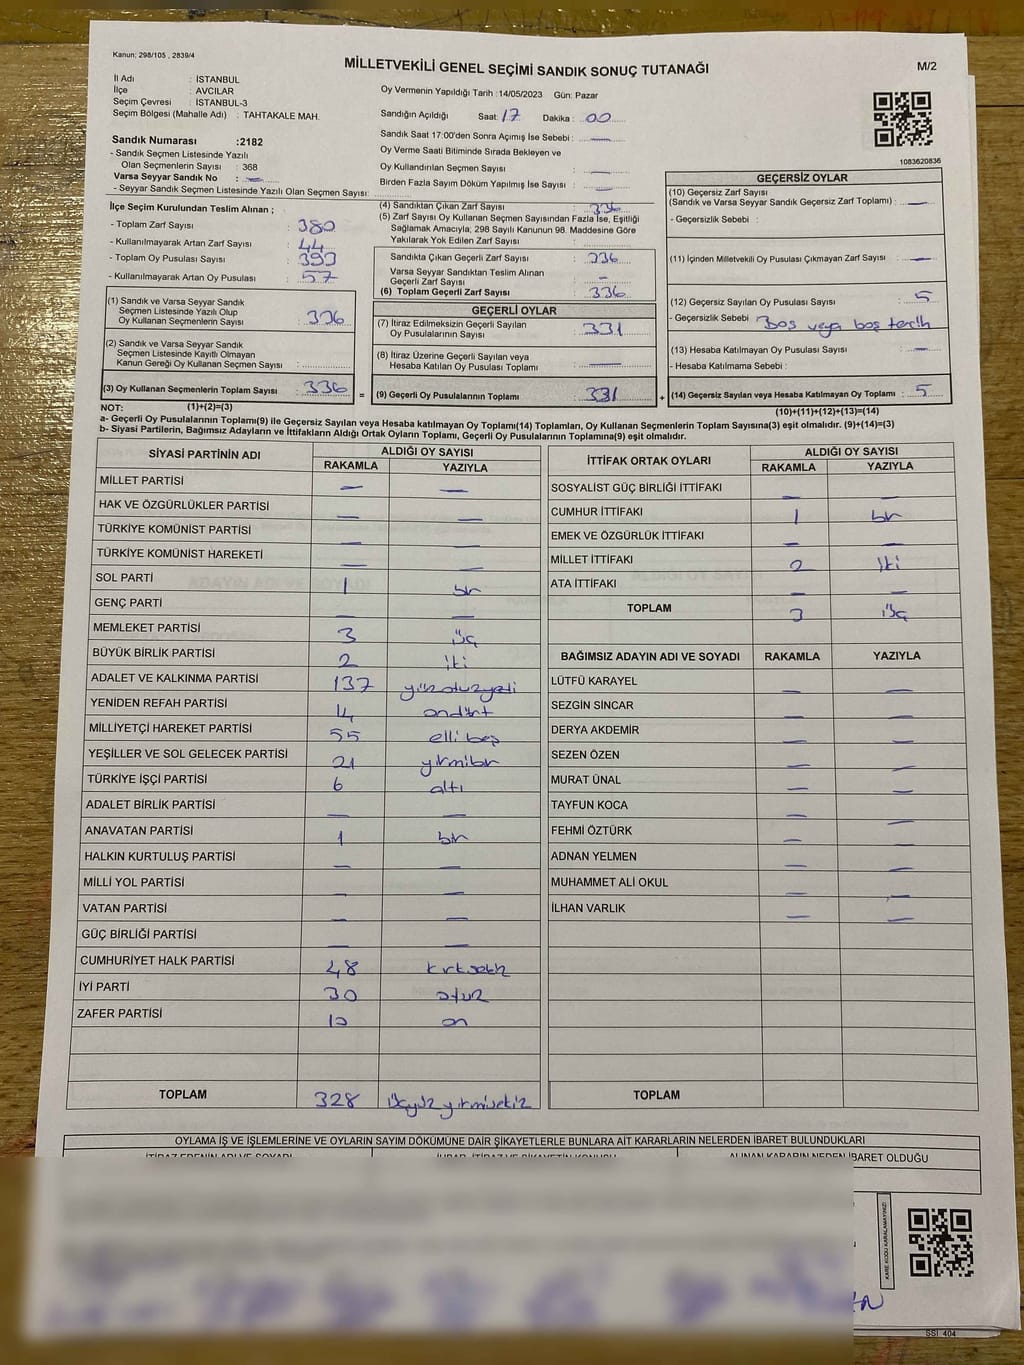 Kanun; 298/105 , 2839/4
MİLLETVEKİLİ GENEL SEÇİMİ SANDIK SONUÇ TUTANAĞI
M/2
İl Adı : İSTANBUL
İlçe : AVCILAR
Seçim Çevresi : İSTANBUL-3
Seçim Bölgesi (Mahalle Adı) : TAHTAKALE MAH.
Oy Vermenin Yapıldığı Tarih :14/05/2023 Gün: Pazar
Sandığın Açıldığı Saat: 17 Dakika : 00
Sandık Saat 17:00'den Sonra Açımış İse Sebebi : —
Oy Verme Saati Bitiminde Sırada Bekleyen ve
Oy Kullandırılan Seçmen Sayısı : —
Birden Fazla Sayım Döküm Yapılmış İse Sayısı : —
1083620836
Sandık Numarası :2182
- Sandık Seçmen Listesinde Yazılı
Olan Seçmenlerin Sayısı : 368
Varsa Seyyar Sandık No : —
- Seyyar Sandık Seçmen Listesinde Yazılı Olan Seçmen Sayısı:
İlçe Seçim Kurulundan Teslim Alınan ;
- Toplam Zarf Sayısı : 380
- Kullanılmayarak Artan Zarf Sayısı : 44
- Toplam Oy Pusulası Sayısı : 393
- Kullanılmayarak Artan Oy Pusulası : 57
(1) Sandık ve Varsa Seyyar Sandık
Seçmen Listesinde Yazılı Olup
Oy Kullanan Seçmenlerin Sayısı : 336
(2) Sandık ve Varsa Seyyar Sandık
Seçmen Listesinde Kayıtlı Olmayan
Kanun Gereği Oy Kullanan Seçmenlerin Sayısı :
(3) Oy Kullanan Seçmenlerin Toplam Sayısı : 336
(4) Sandıktan Çıkan Zarf Sayısı : 336
(5) Zarf Sayısı Oy Kullanan Seçmen Sayısından Fazla İse, Eşitliği
Sağlamak Amacıyla; 298 Sayılı Kanunun 98. Maddesine Göre
Yakılarak Yok Edilen Zarf Sayısı :
Sandıkta Çıkan Geçerli Zarf Sayısı : 336
Varsa Seyyar Sandıktan Teslim Alınan
Geçerli Zarf Sayısı : —
(6) Toplam Geçerli Zarf Sayısı : 336
GEÇERLİ OYLAR
(7) İtiraz Edilmeksizin Geçerli Sayılan
Oy Pusulalarının Sayısı : 331
(8) İtiraz Üzerine Geçerli Sayılan veya
Hesaba Katılan Oy Pusulası Toplamı : —
= (9) Geçerli Oy Pusulalarının Toplamı : 331
GEÇERSİZ OYLAR
(10) Geçersiz Zarf Sayısı
(Sandık ve Varsa Seyyar Sandık Geçersiz Zarf Toplamı) : —
- Geçersizlik Sebebi :
(11) İçinden Milletvekili Oy Pusulası Çıkmayan Zarf Sayısı : —
(12) Geçersiz Sayılan Oy Pusulası Sayısı : 5
- Geçersizlik Sebebi : Boş veya boş tercih
(13) Hesaba Katılmayan Oy Pusulası Sayısı : —
- Hesaba Katılmama Sebebi :
+ (14) Geçersiz Sayılan veya Hesaba Katılmayan Oy Toplamı : 5
NOT: (1)+(2)=(3)
(10)+(11)+(12)+(13)=(14)
a- Geçerli Oy Pusulaları Toplamı(9) ile Geçersiz Sayılan veya Hesaba katılmayan Oy Toplamı(14) Toplamları, Oy Kullanan Seçmenlerin Toplam Sayısına(3) eşit olmalıdır. (9)+(14)=(3)
b- Siyasi Partilerin, Bağımsız Adayların ve İttifakların Aldığı Ortak Oyların Toplamı, Geçerli Oy Pusulalarının Toplamına(9) eşit olmalıdır.
SİYASİ PARTİNİN ADI ALDIĞI OY SAYISI
RAKAMLA YAZIYLA
MİLLET PARTİSİ — —
HAK VE ÖZGÜRLÜKLER PARTİSİ — —
TÜRKİYE KOMÜNİST PARTİSİ — —
TÜRKİYE KOMÜNİST HAREKETİ — —
SOL PARTİ 1 bir
GENÇ PARTİ — —
MEMLEKET PARTİSİ 3 üç
BÜYÜK BİRLİK PARTİSİ 2 iki
ADALET VE KALKINMA PARTİSİ 137 yüzotuzyedi
YENİDEN REFAH PARTİSİ 14 ondört
MİLLİYETÇİ HAREKET PARTİSİ 55 elli beş
YEŞİLLER VE SOL GELECEK PARTİSİ 21 yirmibir
TÜRKİYE İŞÇİ PARTİSİ 6 altı
ADALET BİRLİK PARTİSİ — —
ANAVATAN PARTİSİ 1 bir
HALKIN KURTULUŞ PARTİSİ — —
MİLLİ YOL PARTİSİ — —
VATAN PARTİSİ — —
GÜÇ BİRLİĞİ PARTİSİ — —
CUMHURİYET HALK PARTİSİ 48 kırksekiz
İYİ PARTİ 30 otuz
ZAFER PARTİSİ 10 on
TOPLAM 328 üçyüz yirmisekiz
İTTİFAK ORTAK OYLARI ALDIĞI OY SAYISI
RAKAMLA YAZIYLA
SOSYALİST GÜÇ BİRLİĞİ İTTİFAKI — —
CUMHUR İTTİFAKI 1 bir
EMEK VE ÖZGÜRLÜK İTTİFAKI — —
MİLLET İTTİFAKI 2 iki
ATA İTTİFAKI — —
TOPLAM 3 üç
BAĞIMSIZ ADAYIN ADI VE SOYADI RAKAMLA YAZIYLA
LÜTFÜ KARAYEL — —
SEZGİN SİNCAR — —
DERYA AKDEMİR — —
SEZEN ÖZEN — —
MURAT ÜNAL — —
TAYFUN KOCA — —
FEHMİ ÖZTÜRK — —
ADNAN YELMEN — —
MUHAMMET ALİ OKUL — —
İLHAN VARLIK — —
TOPLAM
OYLAMA İŞ VE İŞLEMLERİNE VE OYLARIN SAYIM DÖKÜMÜNE DAİR ŞİKAYETLERLE BUNLARA AİT KARARLARIN NELERDEN İBARET BULUNDUKLARI
İTİRAZ EDENİN ADI VE SOYADI
ALINAN KARARIN NEDEN İBARET OLDUĞU
SSI 404